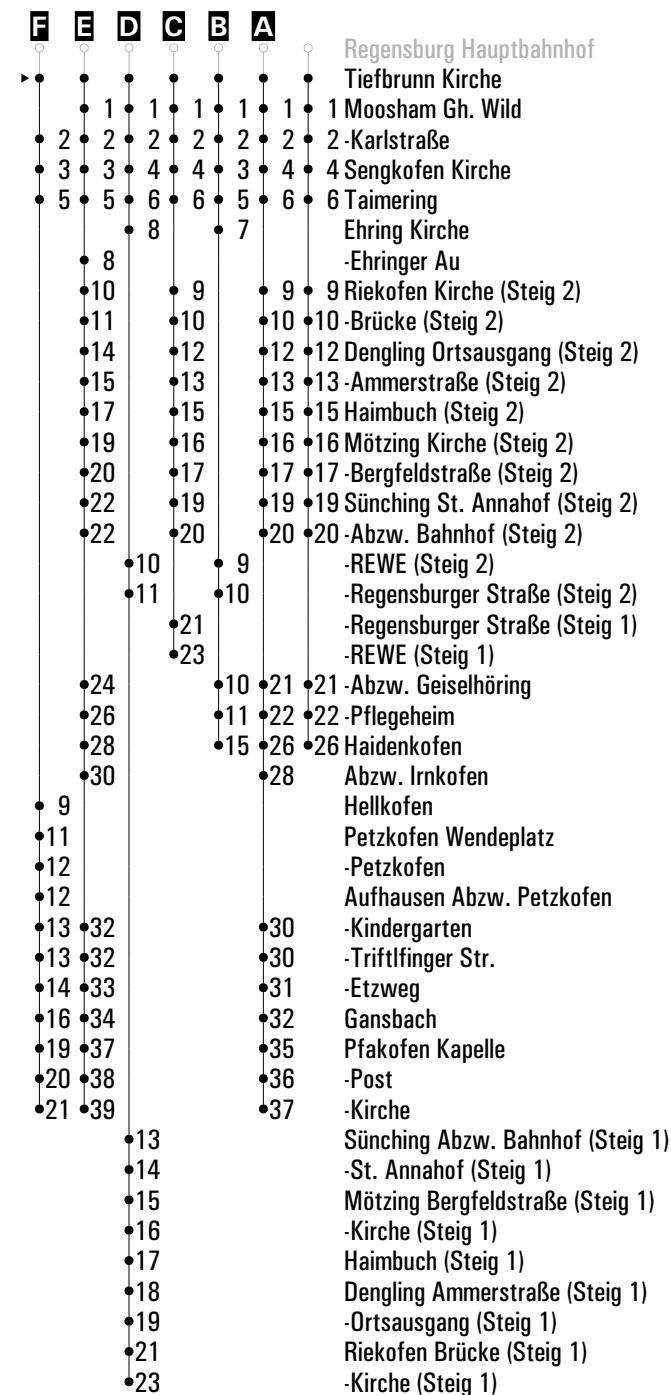 F E D C B A
Regensburg Hauptbahnhof
Tiefbrunn Kirche
1 1 1 1 1 1 Moosham Gh. Wild
2 2 2 2 2 2 2 -Karlstraße
3 3 4 4 3 4 4 Sengkofen Kirche
5 5 6 6 5 6 6 Taimering
8 7 Ehring Kirche
8 -Ehringer Au
10 9 9 9 Riekofen Kirche (Steig 2)
11 10 10 10 -Brücke (Steig 2)
14 12 12 12 Dengling Ortsausgang (Steig 2)
15 13 13 13 -Ammerstraße (Steig 2)
17 15 15 15 Haimbuch (Steig 2)
19 16 16 16 Mötzing Kirche (Steig 2)
20 17 17 17 -Bergfeldstraße (Steig 2)
22 19 19 19 Sünching St. Annahof (Steig 2)
22 20 20 20 -Abzw. Bahnhof (Steig 2)
10 9 -REWE (Steig 2)
11 10 -Regensburger Straße (Steig 2)
21 -Regensburger Straße (Steig 1)
23 -REWE (Steig 1)
24 10 21 21 -Abzw. Geiselhöring
26 11 22 22 -Pflegeheim
28 15 26 26 Haidenkofen
30 28 Abzw. Irnkofen
9 Hellkofen
11 Petzkofen Wendeplatz
12 -Petzkofen
12 Aufhausen Abzw. Petzkofen
13 32 30 -Kindergarten
13 32 30 -Triftlfinger Str.
14 33 31 -Etzweg
16 34 32 Gansbach
19 37 35 Pfakofen Kapelle
20 38 36 -Post
21 39 37 -Kirche
13 Sünching Abzw. Bahnhof (Steig 1)
14 -St. Annahof (Steig 1)
15 Mötzing Bergfeldstraße (Steig 1)
16 -Kirche (Steig 1)
17 Haimbuch (Steig 1)
18 Dengling Ammerstraße (Steig 1)
19 -Ortsausgang (Steig 1)
21 Riekofen Brücke (Steig 1)
23 -Kirche (Steig 1)